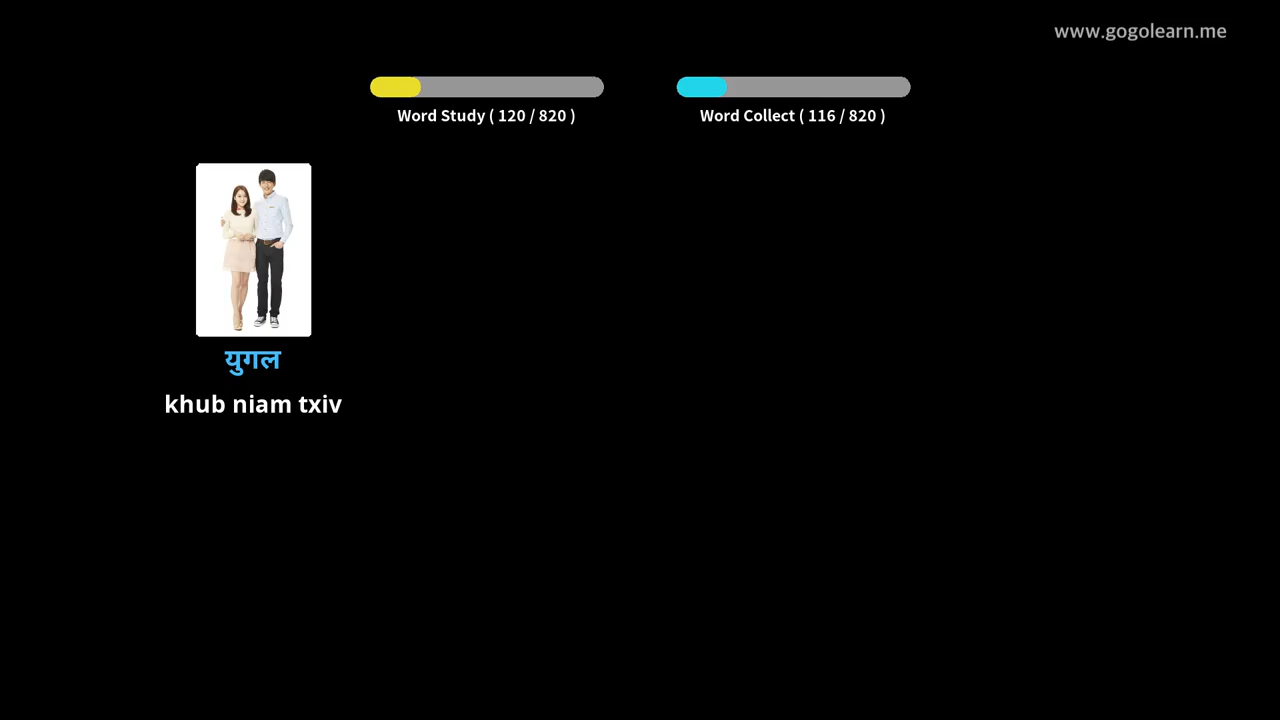 www.gogolearn.me
Word Study ( 120 / 820 )
Word Collect ( 116 / 820 )
युगल
khub niam txiv